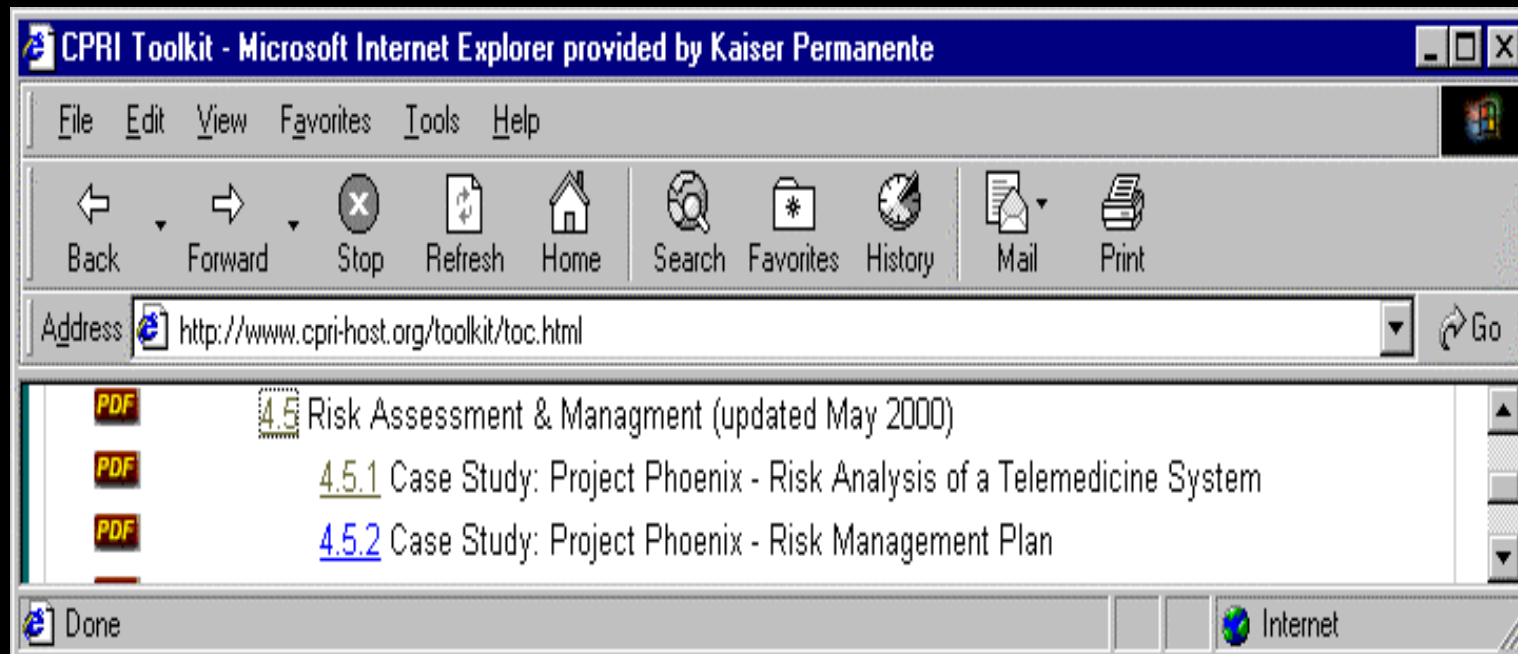 CPRI Toolkit - Microsoft Internet Explorer provided by Kaiser Permanente
File Edit View Favorites Tools Help
Back Forward Stop Refresh Home Search Favorites History Mail Print
Address http://www.cpri-host.org/toolkit/toc.html Go
PDF 4.5 Risk Assessment & Managment (updated May 2000)
PDF 4.5.1 Case Study: Project Phoenix - Risk Analysis of a Telemedicine System
PDF 4.5.2 Case Study: Project Phoenix - Risk Management Plan
Done Internet